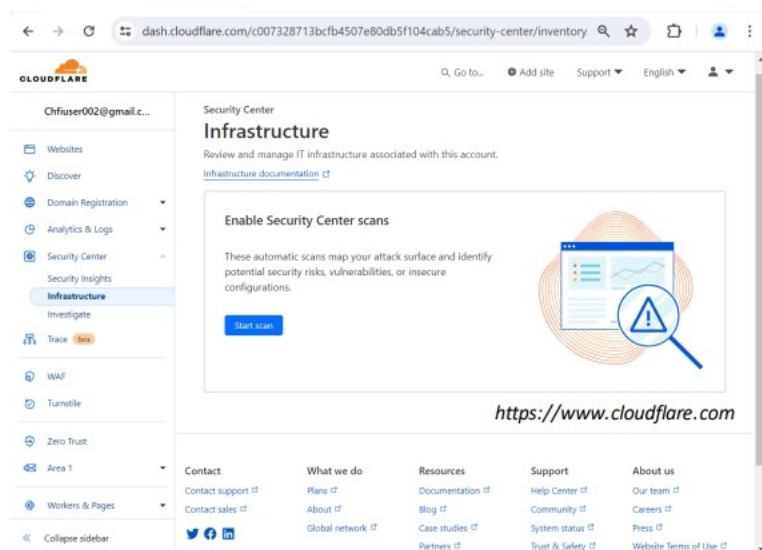 dash.cloudflare.com/c007328713bcfb4507e80db5f104cab5/security-center/inventory
CLOUDFLARE
Go to...
Add site
Support
English
Chfiuser002@gmail.c...
Websites
Discover
Domain Registration
Analytics & Logs
Security Center
Security Insights
Infrastructure
Investigate
Trace Beta
WAF
Turnstile
Zero Trust
Area 1
Workers & Pages
Collapse sidebar
Security Center
Infrastructure
Review and manage IT infrastructure associated with this account.
Infrastructure documentation
Enable Security Center scans
These automatic scans map your attack surface and identify
potential security risks, vulnerabilities, or insecure
configurations.
Start scan
https://www.cloudflare.com
Contact
Contact support
Contact sales
What we do
Plans
About
Global network
Resources
Documentation
Blog
Case studies
Partners
Support
Help Center
Community
System status
Trust & Safety
About us
Our team
Careers
Press
Website Terms of Use